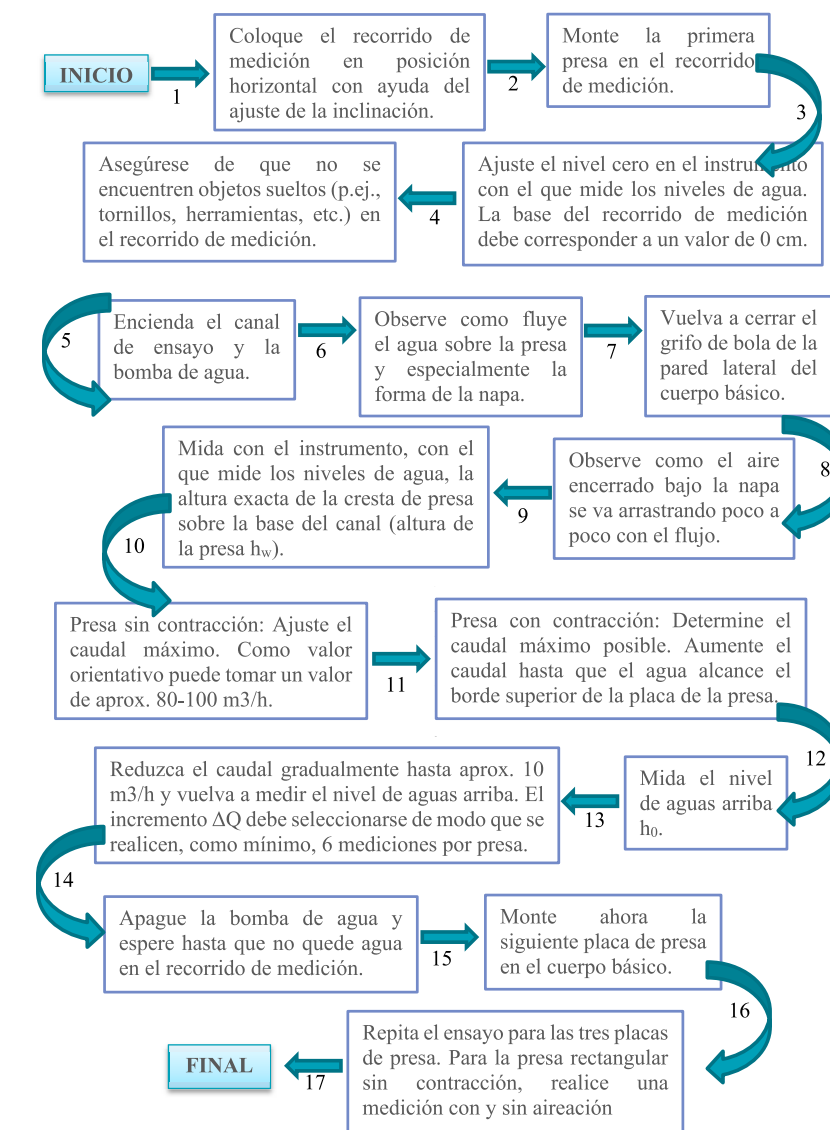 INICIO
1
Coloque el recorrido de
medición en posición
horizontal con ayuda del
ajuste de la inclinación.
2
Monte la primera
presa en el recorrido
de medición.
3
Ajuste el nivel cero en el instrumento
con el que mide los niveles de agua.
La base del recorrido de medición
debe corresponder a un valor de 0 cm.
4
Asegúrese de que no se
encuentren objetos sueltos (p.ej.,
tornillos, herramientas, etc.) en
el recorrido de medición.
5
Encienda el canal
de ensayo y la
bomba de agua.
6
Observe como fluye
el agua sobre la presa
y especialmente la
forma de la napa.
7
Vuelva a cerrar el
grifo de bola de la
pared lateral del
cuerpo básico.
8
Observe como el aire
encerrado bajo la napa
se va arrastrando poco a
poco con el flujo.
9
Mida con el instrumento, con el
que mide los niveles de agua, la
altura exacta de la cresta de presa
sobre la base del canal (altura de
la presa hw).
10
Presa sin contracción: Ajuste el
caudal máximo. Como valor
orientativo puede tomar un valor
de aprox. 80-100 m3/h.
11
Presa con contracción: Determine el
caudal máximo posible. Aumente el
caudal hasta que el agua alcance el
borde superior de la placa de la presa.
12
Mida el nivel
de aguas arriba
h0.
13
Reduzca el caudal gradualmente hasta aprox. 10
m3/h y vuelva a medir el nivel de aguas arriba. El
incremento ΔQ debe seleccionarse de modo que se
realicen, como mínimo, 6 mediciones por presa.
14
Apague la bomba de agua y
espere hasta que no quede agua
en el recorrido de medición.
15
Monte ahora la
siguiente placa de presa
en el cuerpo básico.
16
Repita el ensayo para las tres placas
de presa. Para la presa rectangular
sin contracción, realice una
medición con y sin aireación
17
FINAL